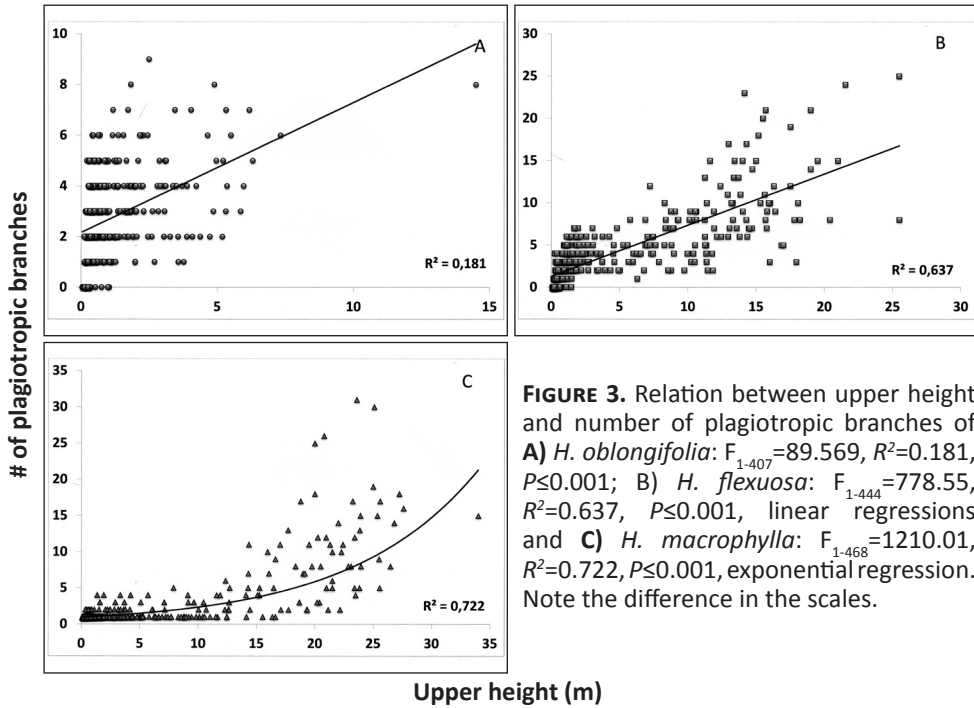 # of plagiotropic branches
10
8
6
4
2
0
A
R² = 0,181
0
5
10
15
30
25
20
15
10
5
0
B
R² = 0,637
0
5
10
15
20
25
30
35
30
25
20
15
10
5
0
C
R² = 0,722
0
5
10
15
20
25
30
35
Upper height (m)
FIGURE 3. Relation between upper height
and number of plagiotropic branches of
A) H. oblongifolia: F1-407=89.569, R²=0.181,
P≤0.001; B) H. flexuosa: F1-444=778.55,
R²=0.637, P≤0.001, linear regressions
and C) H. macrophylla: F1-468=1210.01,
R²=0.722, P≤0.001, exponential regression.
Note the difference in the scales.